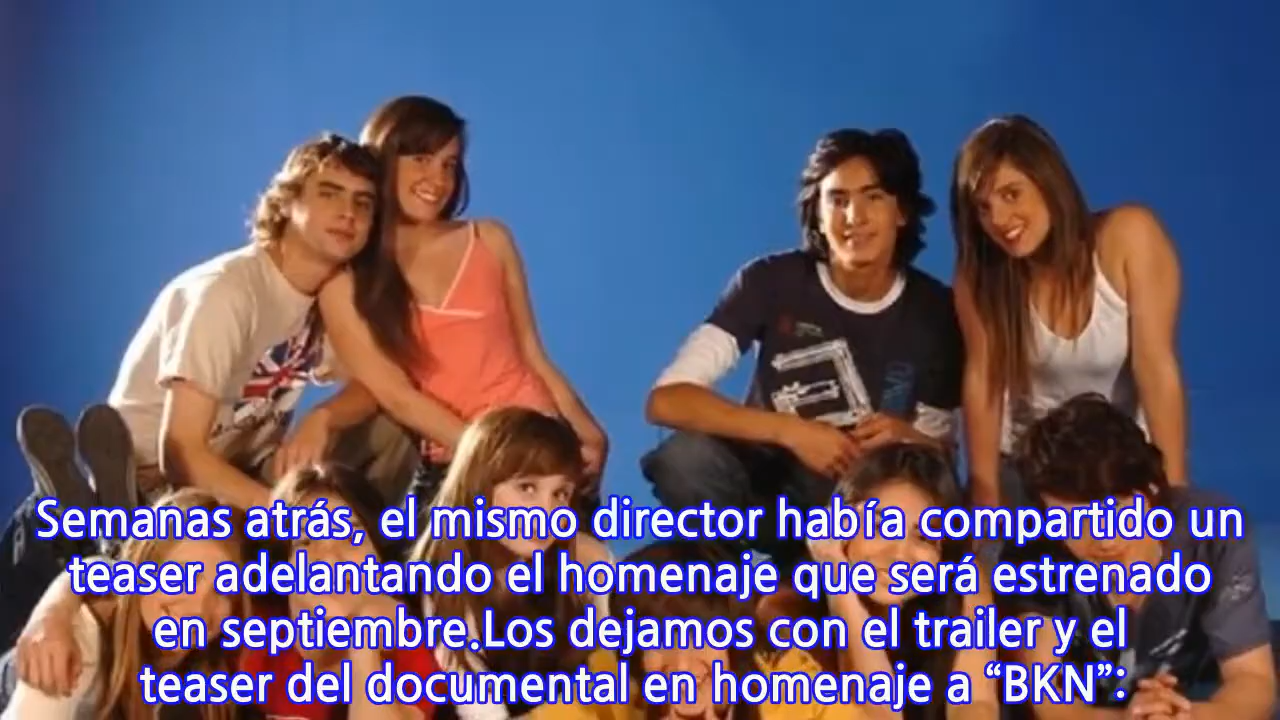 Semanas atrás, el mismo director había compartido un
teaser adelantando el homenaje que será estrenado
en septiembre.Los dejamos con el trailer y el
teaser del documental en homenaje a “BKN”: